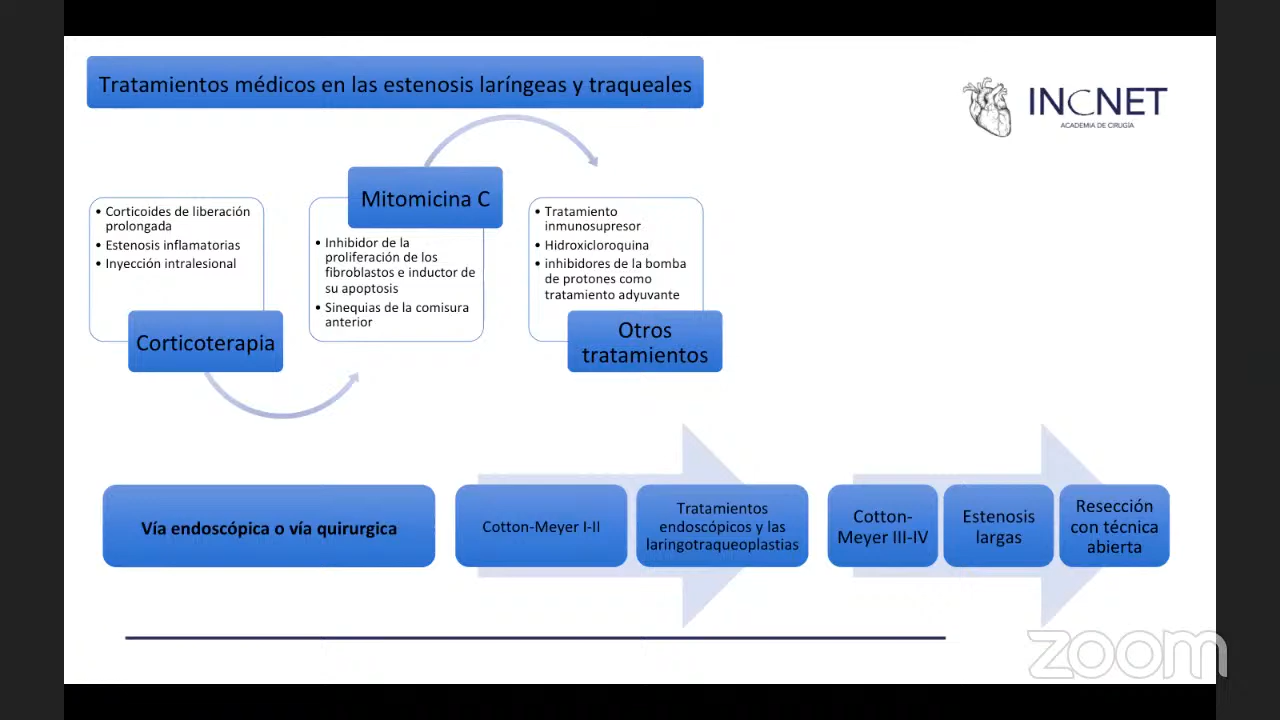 Tratamientos médicos en las estenosis laríngeas y traqueales
INCNET
ACADEMIA DE CIRUGÍA
• Corticoides de liberación
prolongada
• Estenosis inflamatorias
• Inyección intralesional
Corticoterapia
Mitomicina C
• Inhibidor de la
proliferación de los
fibroblastos e inductor de
su apoptosis
• Sinequias de la comisura
anterior
• Tratamiento
inmunosupresor
• Hidroxicloroquina
• inhibidores de la bomba
de protones como
tratamiento adyuvante
Otros
tratamientos
Vía endoscópica o vía quirurgica
Cotton-Meyer I-II
Tratamientos
endoscópicos y las
laringotraqueoplastias
Cotton-
Meyer III-IV
Estenosis
largas
Resección
con técnica
abierta
zoom